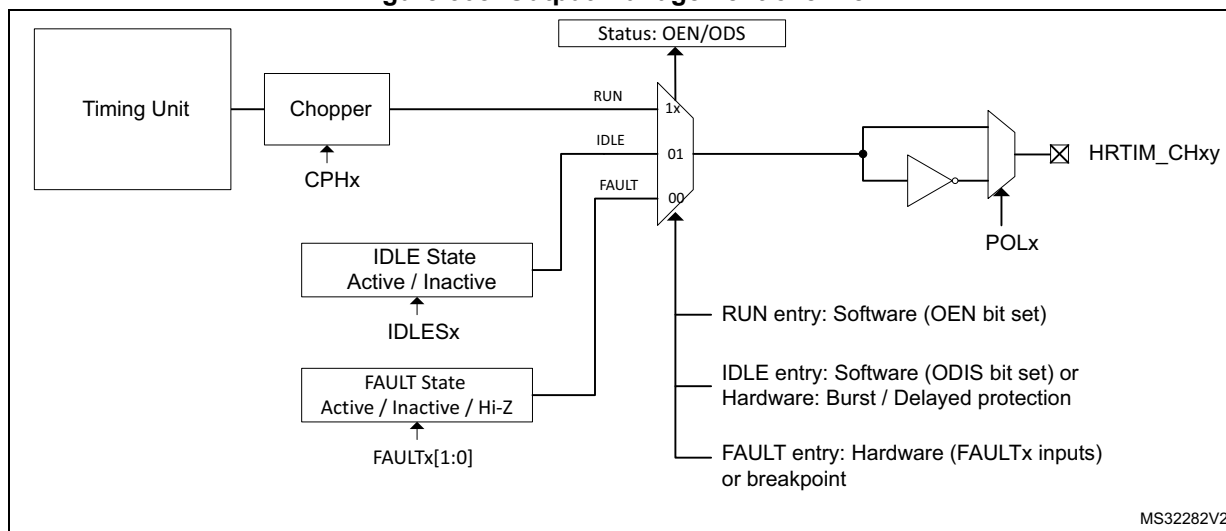 Status: OEN/ODS
Timing Unit
Chopper
RUN
1x
HRTIM_CHxy
IDLE
01
CPHx
FAULT
00
POLx
IDLE State
Active / Inactive
IDLESx
RUN entry: Software (OEN bit set)
IDLE entry: Software (ODIS bit set) or
Hardware: Burst / Delayed protection
FAULT State
Active / Inactive / Hi-Z
FAULTx[1:0]
FAULT entry: Hardware (FAULTx inputs)
or breakpoint
MS32282V2